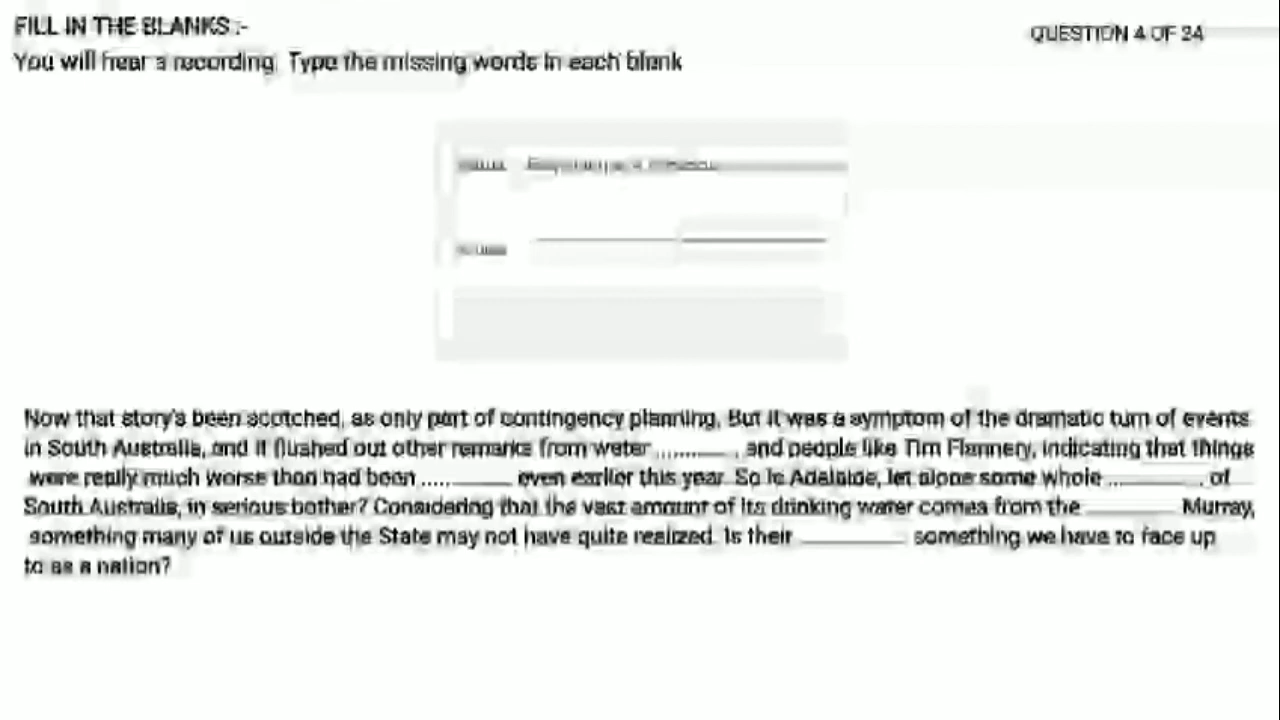 FILL IN THE BLANKS :-
QUESTION 4 OF 24
You will hear a recording. Type the missing words in each blank
Now that story's been scotched, as only part of contingency planning. But it was a symptom of the dramatic turn of events
in South Australia, and it flushed out other remarks from water .......... , and people like Tim Flannery, indicating that things
were really much worse than had been .....________ even earlier this year. So is Adelaide, let alone some whole __________ , of
South Australia, in serious bother? Considering that the vast amount of its drinking water comes from the _________ Murray,
something many of us outside the State may not have quite realized. Is their __________ something we have to face up
to as a nation?